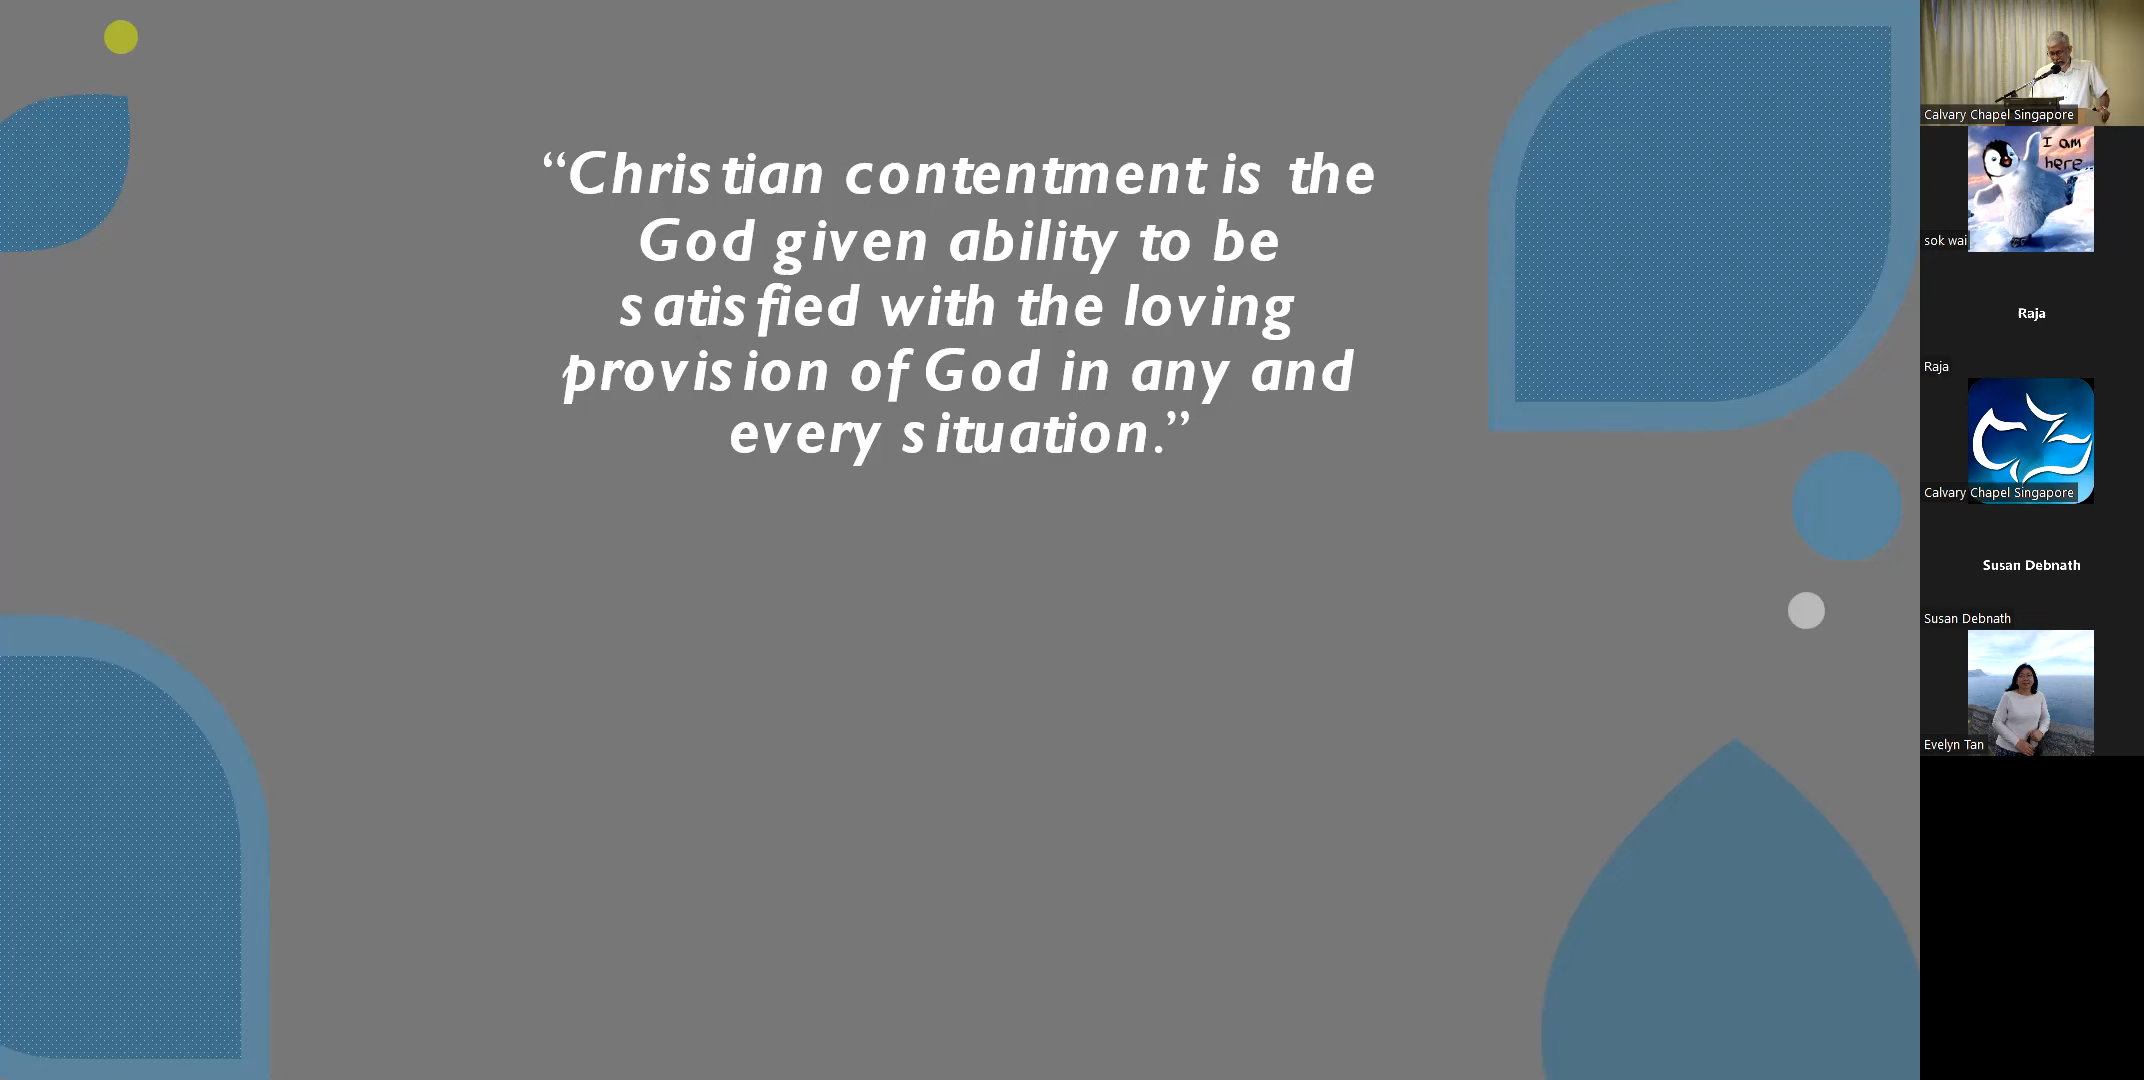 “Christian contentment is the
God given ability to be
satisfied with the loving
provision of God in any and
every situation.”
Calvary Chapel Singapore
I am
here..
sok wai
Raja
Raja
Calvary Chapel Singapore
Susan Debnath
Susan Debnath
Evelyn Tan